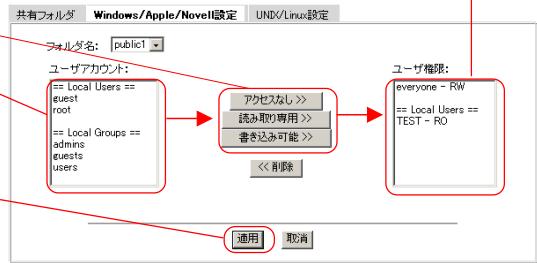 共有フォルダ Windows/Apple/Novell設定 UNIX/Linux設定
フォルダ名: public1
ユーザアカウント:
== Local Users ==
guest
root
== Local Groups ==
admins
guests
users
アクセスなし >>
読み取り専用 >>
書き込み可能 >>
<< 削除
ユーザ権限:
everyone - RW
== Local Users ==
TEST - RO
適用 取消